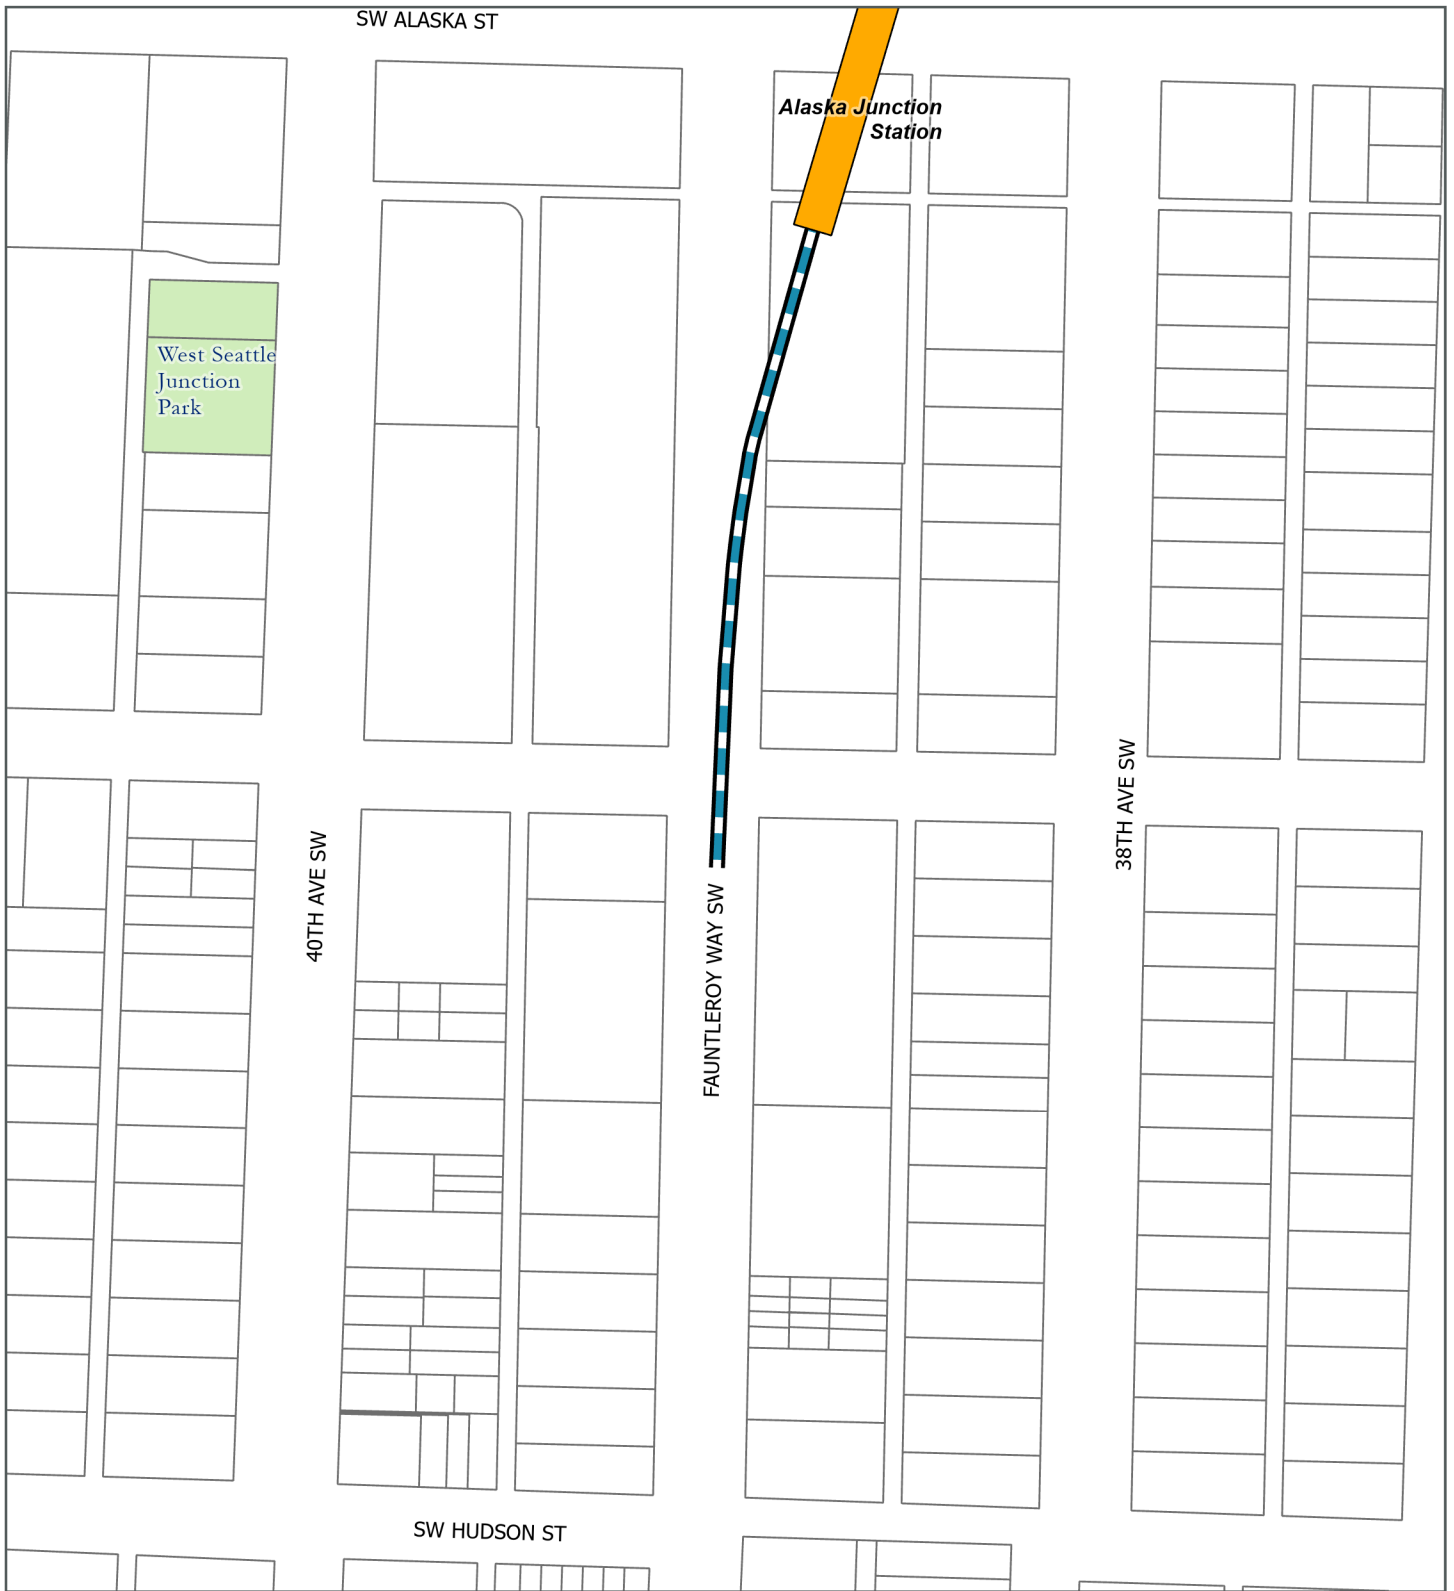 SW ALASKA ST
Alaska Junction
Station
West Seattle
Junction
Park
40TH AVE SW
FAUNTLEROY WAY SW
38TH AVE SW
SW HUDSON ST